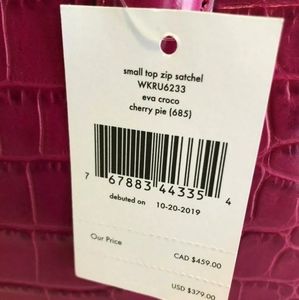 small top zip satchel
WKRU6233
eva croco
cherry pie (685)
7 67883 44335 4
debuted on 10-20-2019
Our Price
CAD $459.00
USD $379.00